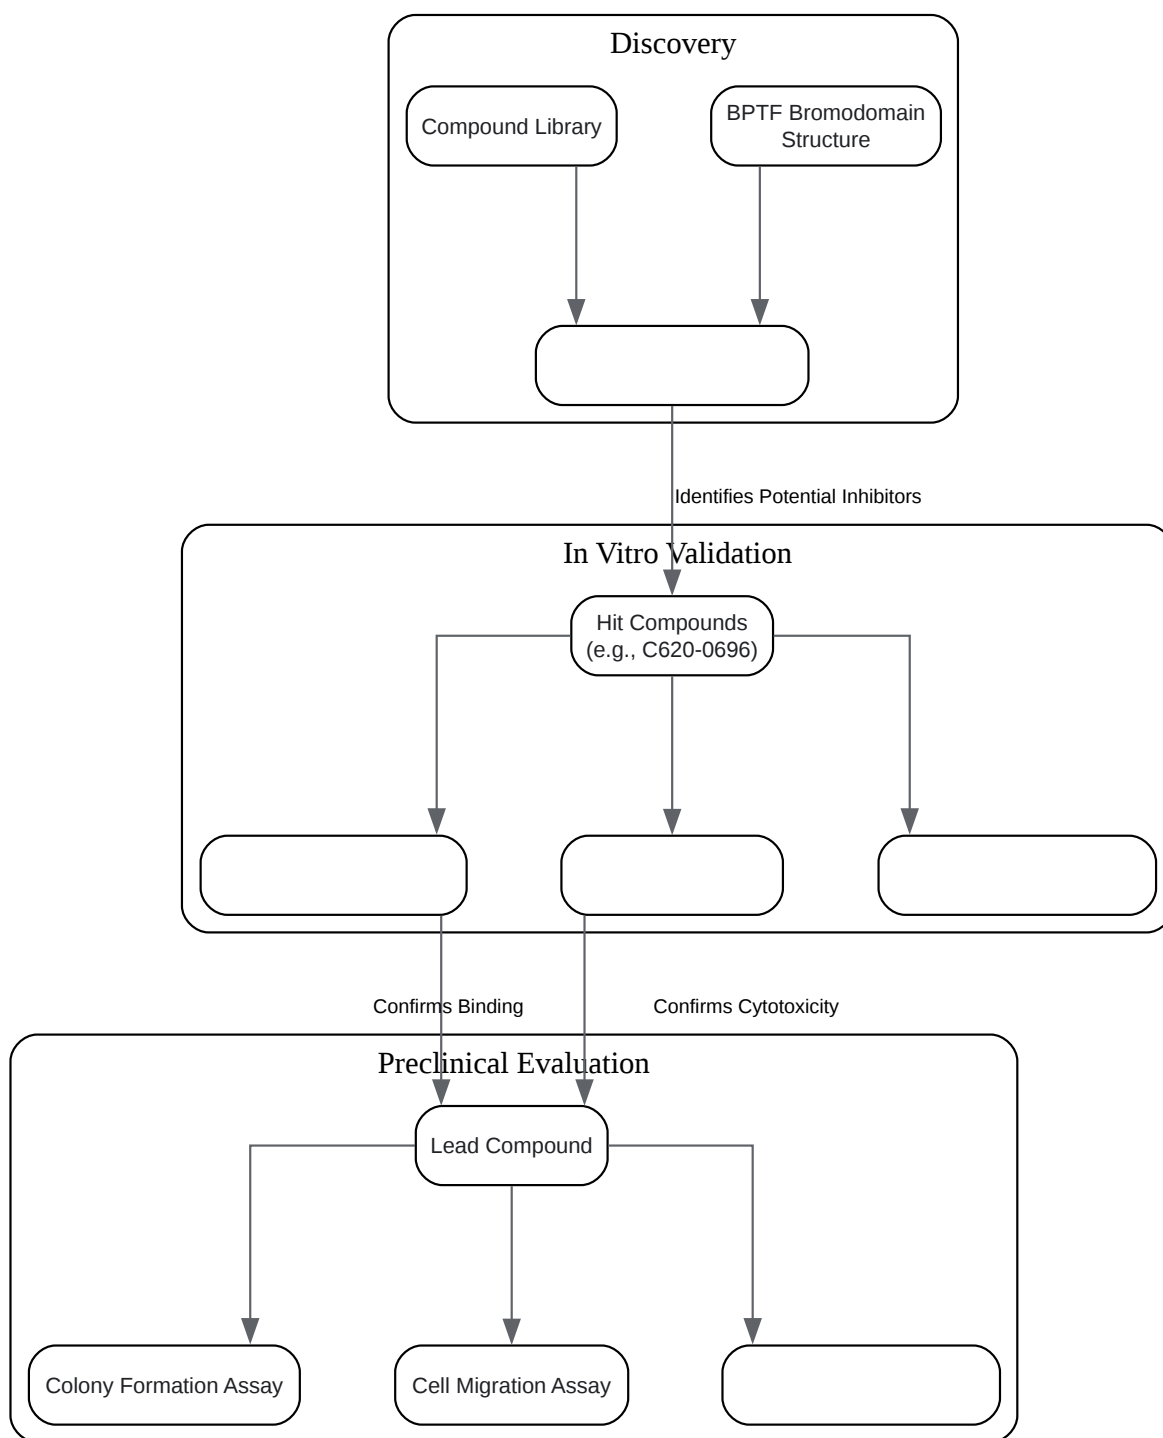 Discovery
Compound Library
BPTF Bromodomain
Structure
Identifies Potential Inhibitors
In Vitro Validation
Hit Compounds
(e.g., C620-0696)
Confirms Binding
Confirms Cytotoxicity
Preclinical Evaluation
Lead Compound
Colony Formation Assay
Cell Migration Assay